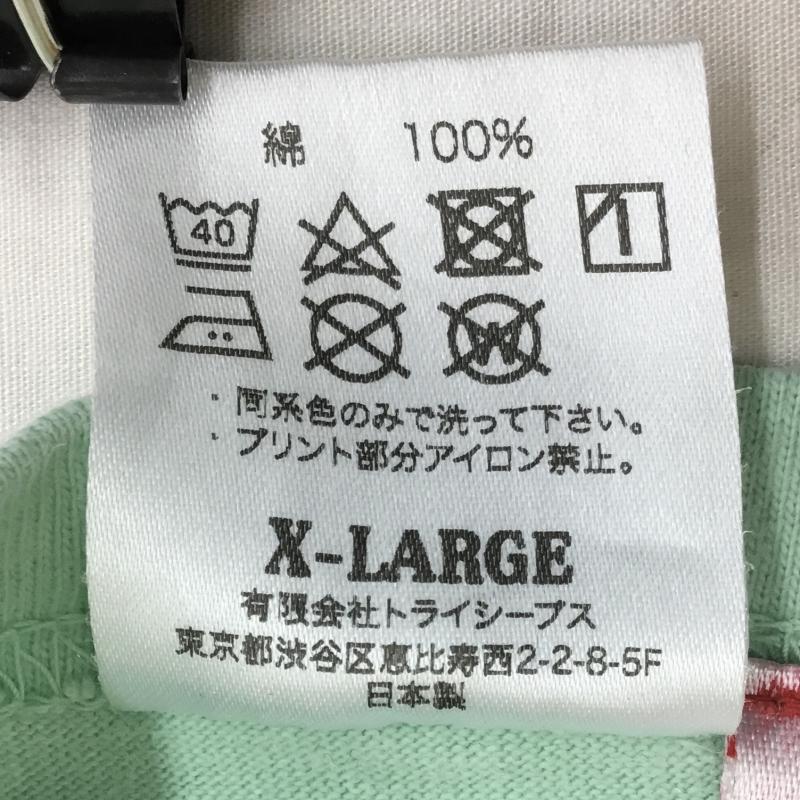 綿 100%
40
W
・同系色のみで洗って下さい。
・プリント部分アイロン禁止。
X-LARGE
有限会社トライシープス
東京都渋谷区恵比寿西2-2-8-5F
日本製